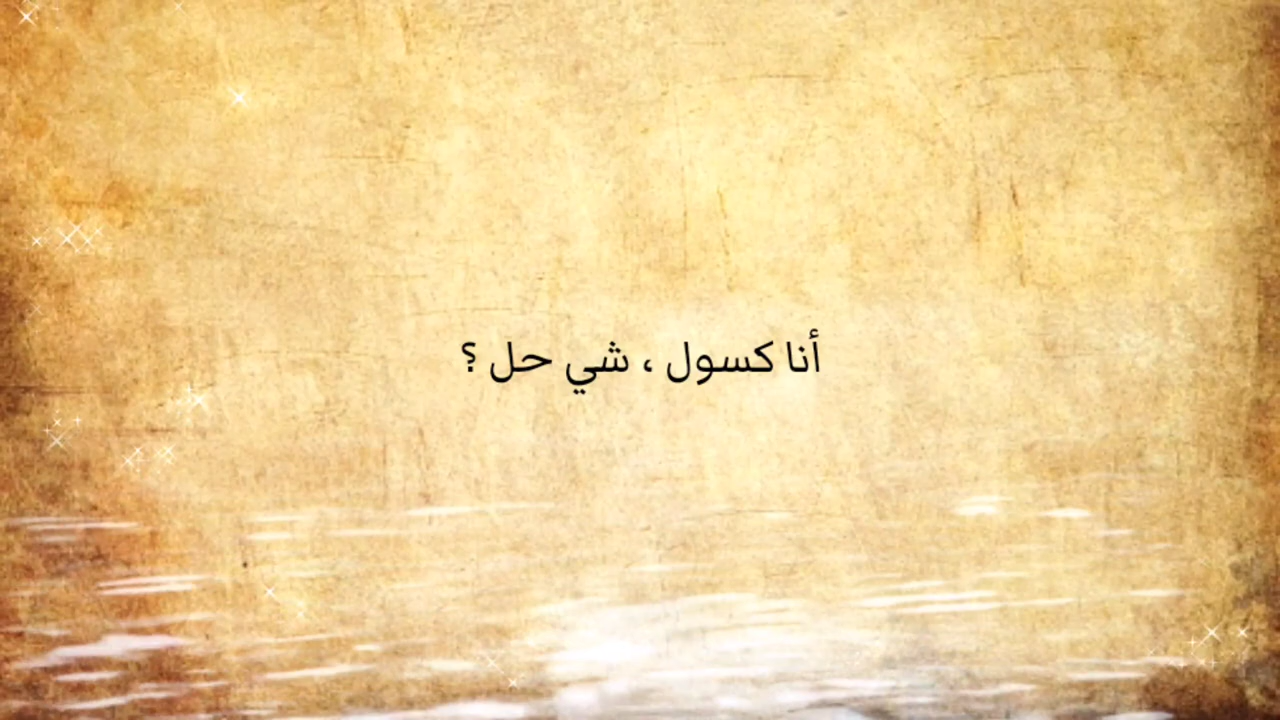 أنا كسول ، شي حل ؟